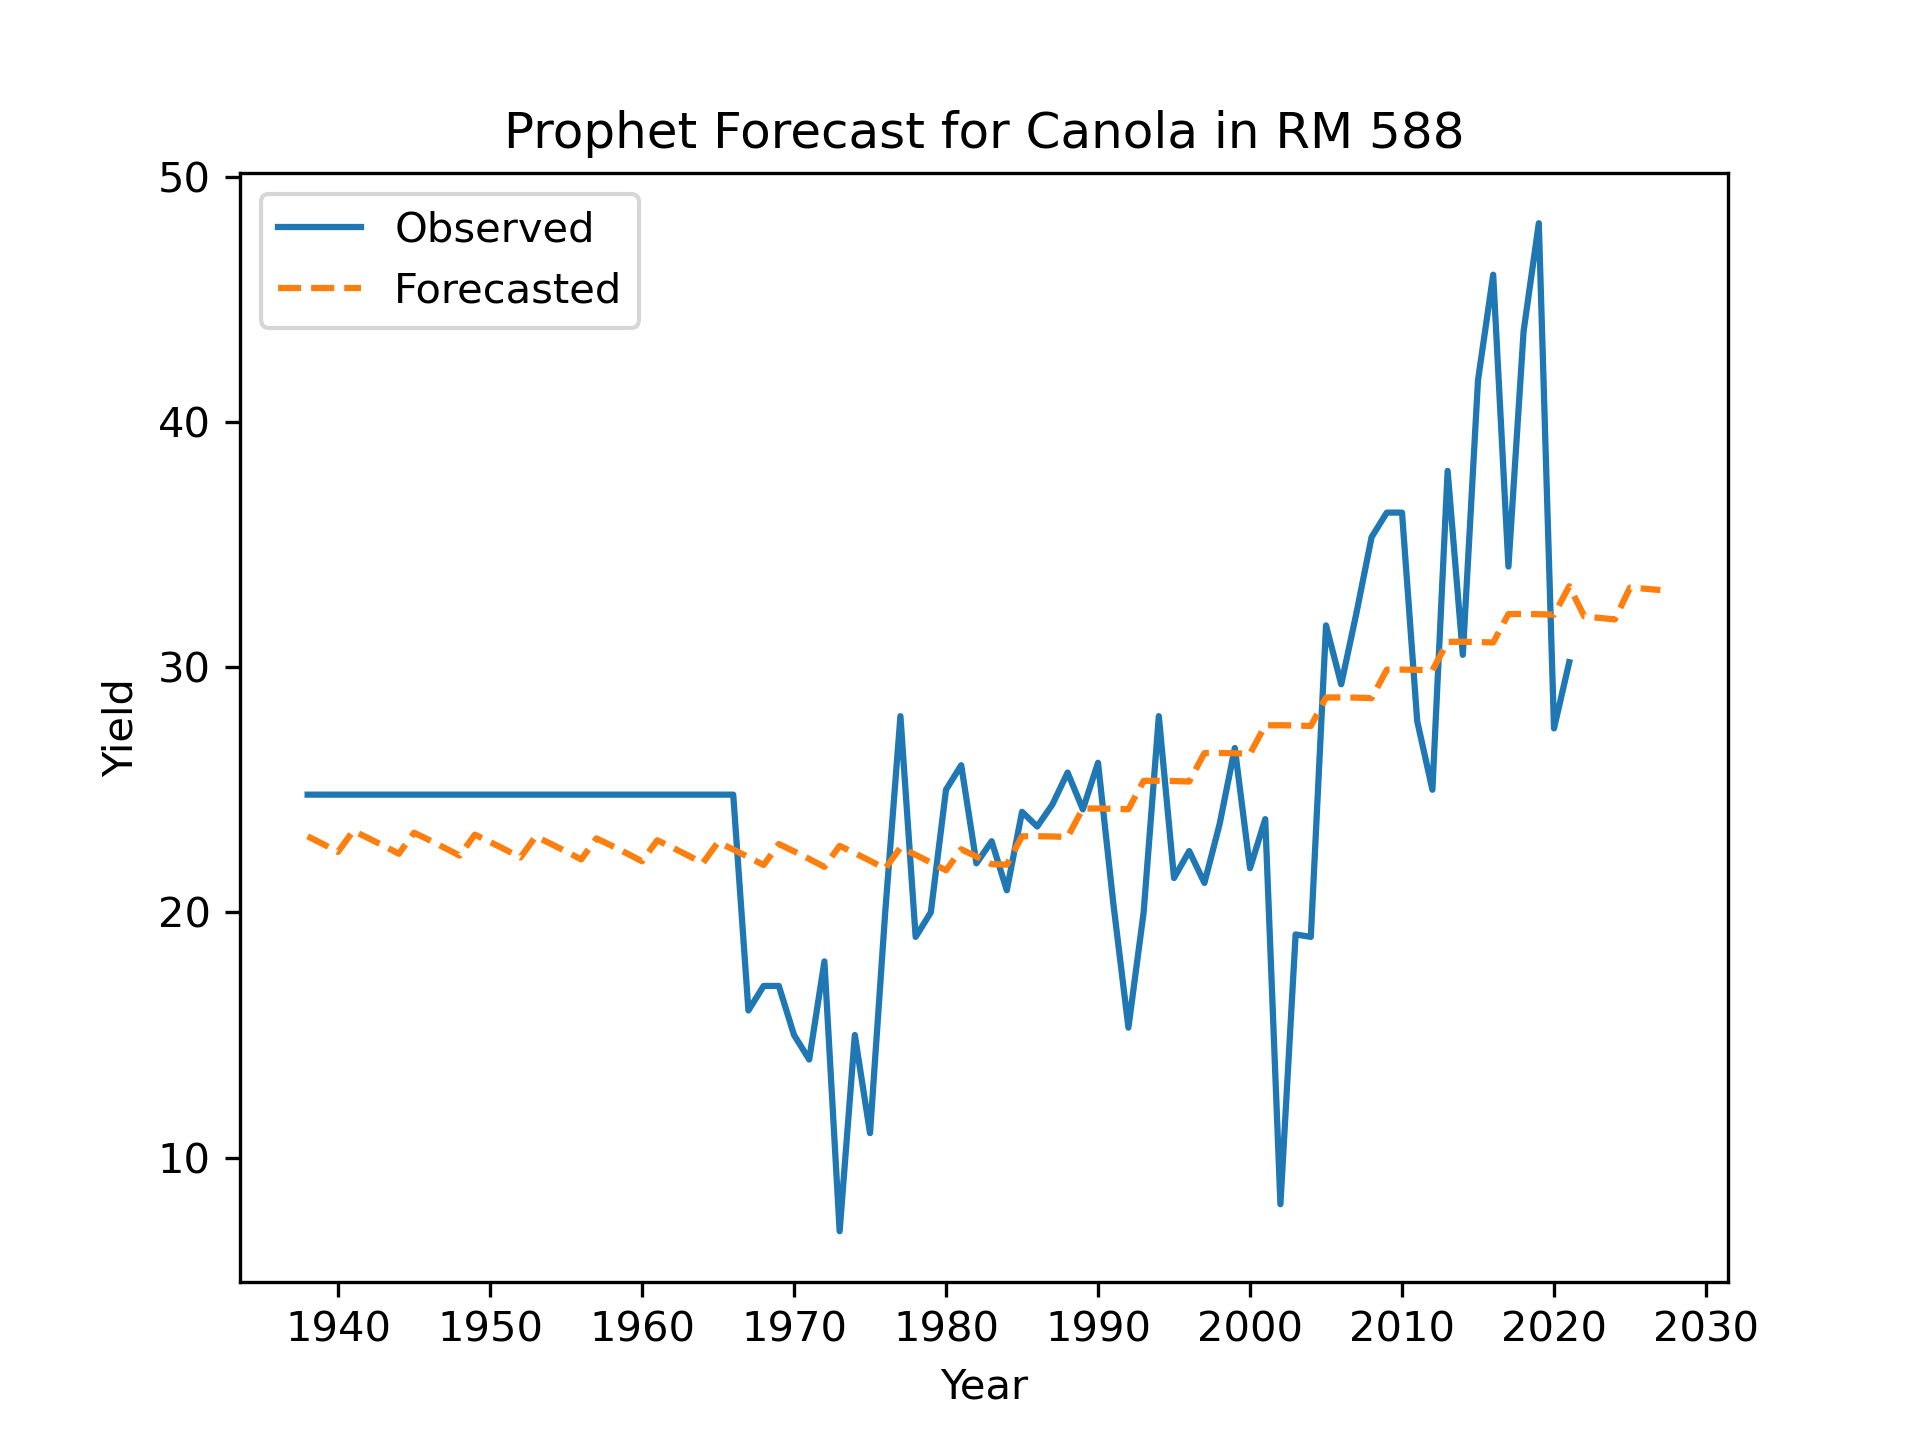 Prophet Forecast for Canola in RM 588
50
40
30
20
10
Yield
Observed
Forecasted
1940 1950 1960 1970 1980 1990 2000 2010 2020 2030
Year